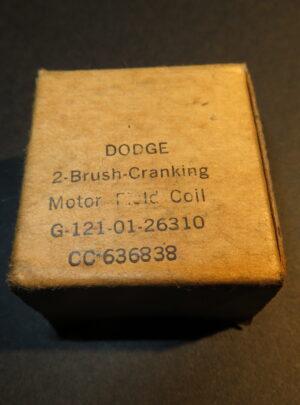 DODGE
2-Brush-Cranking
Motor Field Coil
G-121-01-26310
CC-636838